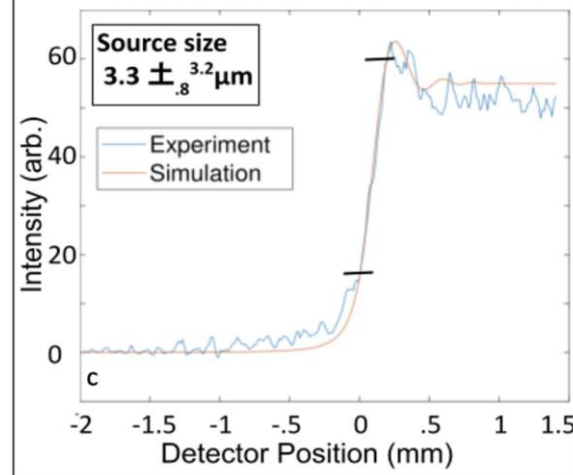 Source size
3.3 ±.8 3.2μm
Experiment
Simulation
Intensity (arb.)
60
40
20
0
c
-2 -1.5 -1 -.5 0 .5 1 1.5
Detector Position (mm)